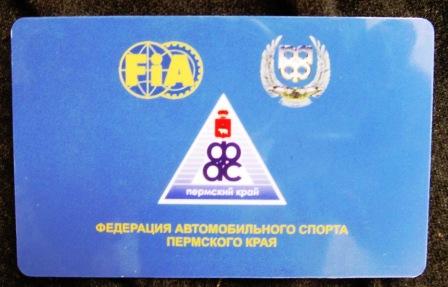 FIA
ФАС
пермский край
ФЕДЕРАЦИЯ АВТОМОБИЛЬНОГО СПОРТА
ПЕРМСКОГО КРАЯ